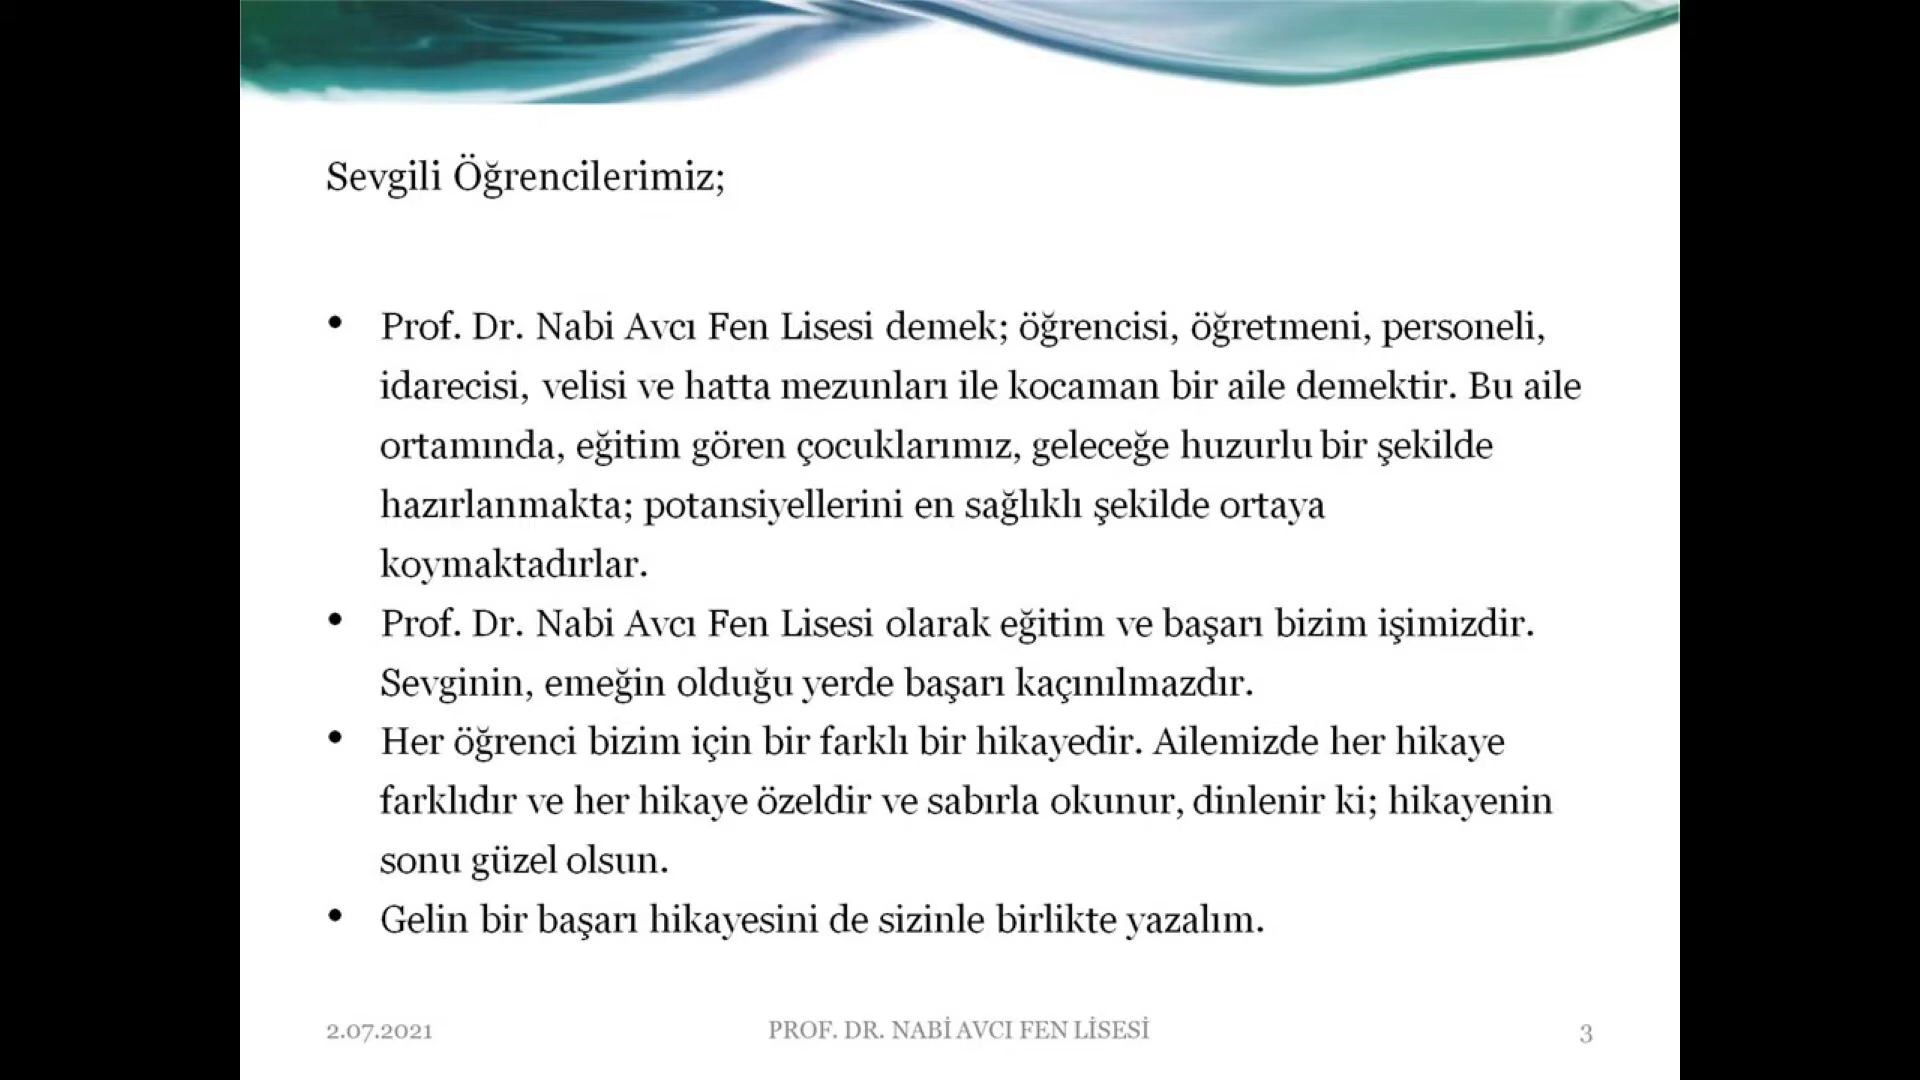 Sevgili Öğrencilerimiz;
• Prof. Dr. Nabi Avcı Fen Lisesi demek; öğrencisi, öğretmeni, personeli,
idarecisi, velisi ve hatta mezunları ile kocaman bir aile demektir. Bu aile
ortamında, eğitim gören çocuklarımız, geleceğe huzurlu bir şekilde
hazırlanmakta; potansiyellerini en sağlıklı şekilde ortaya
koymaktadırlar.
• Prof. Dr. Nabi Avcı Fen Lisesi olarak eğitim ve başarı bizim işimizdir.
Sevginin, emeğin olduğu yerde başarı kaçınılmazdır.
• Her öğrenci bizim için bir farklı bir hikayedir. Ailemizde her hikaye
farklıdır ve her hikaye özeldir ve sabırla okunur, dinlenir ki; hikayenin
sonu güzel olsun.
• Gelin bir başarı hikayesini de sizinle birlikte yazalım.
2.07.2021
PROF. DR. NABİ AVCI FEN LİSESİ
3